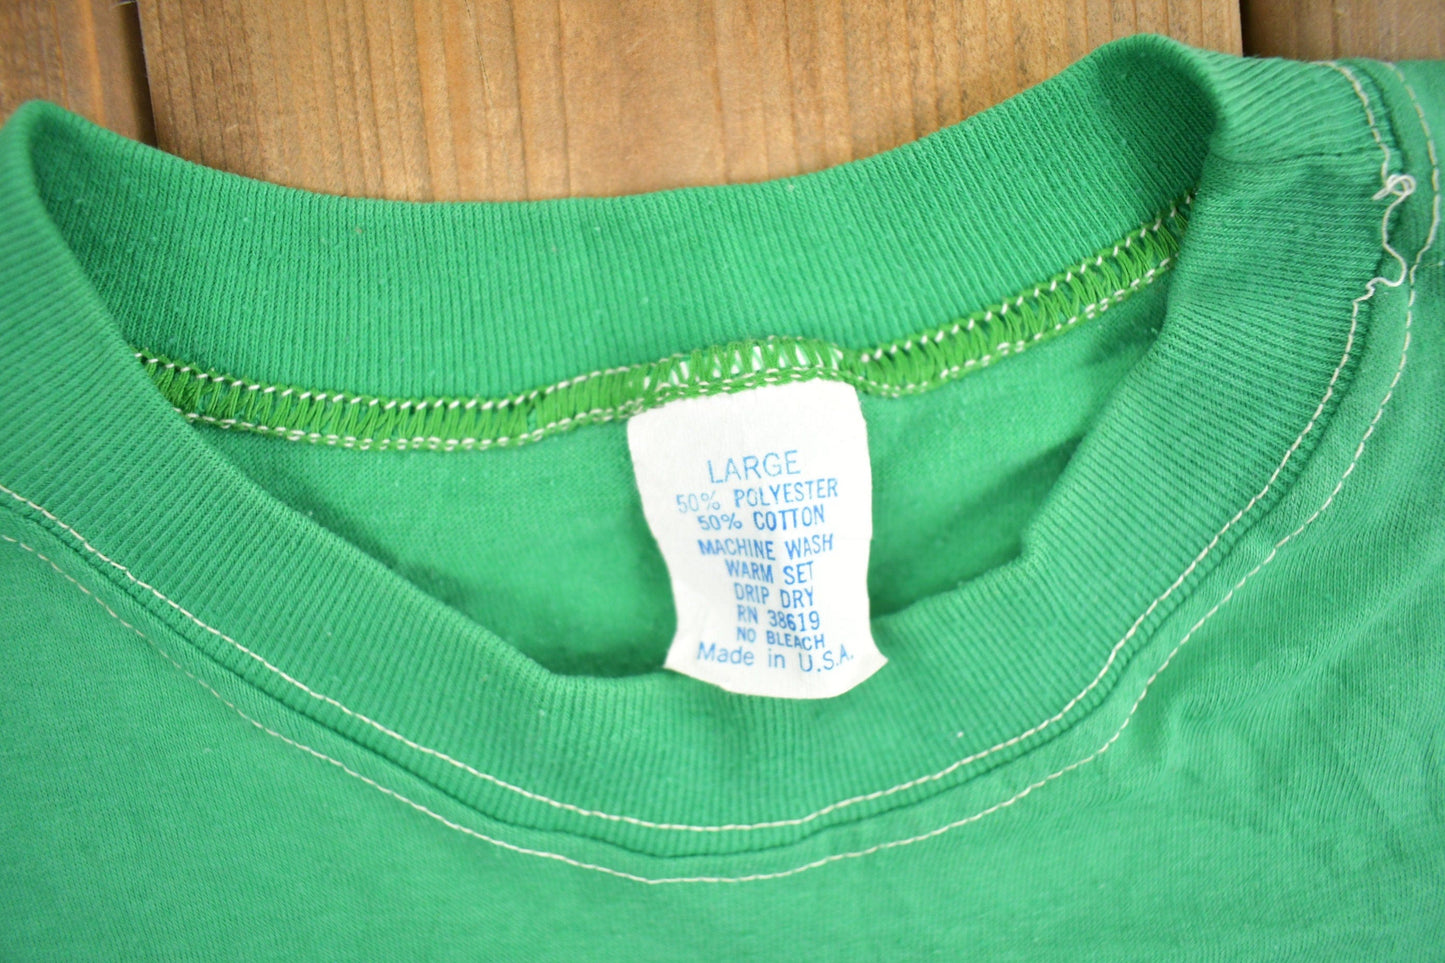 LARGE
50% POLYESTER
50% COTTON
MACHINE WASH
WARM SET
DRIP DRY
RN 38619
NO BLEACH
Made in U.S.A.